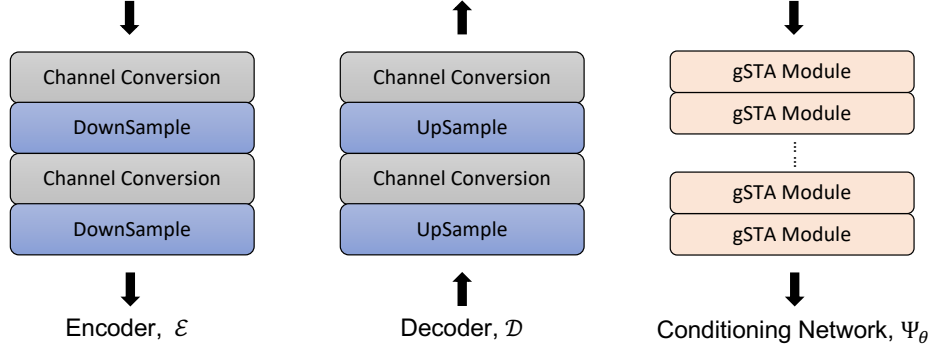 Channel Conversion
DownSample
Channel Conversion
DownSample
Encoder, ℰ
Channel Conversion
UpSample
Channel Conversion
UpSample
Decoder, 𝒟
gSTA Module
gSTA Module
gSTA Module
gSTA Module
Conditioning Network, Ψθ